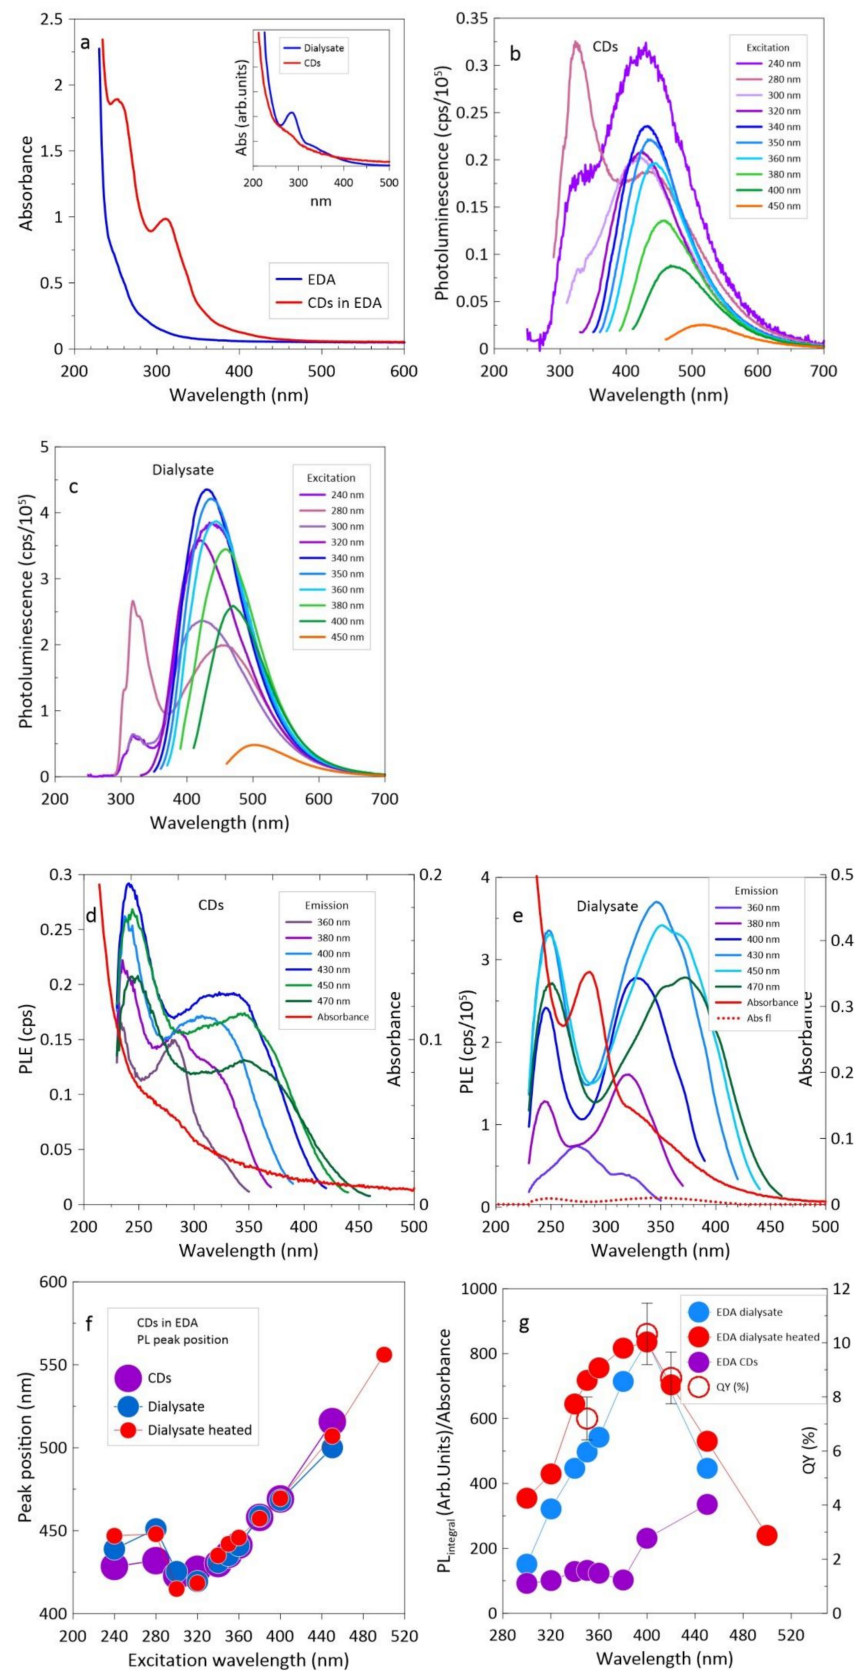 a
2.5
2
1.5
1
0.5
0
Absorbance
200 300 400 500 600
Wavelength (nm)
EDA
CDs in EDA
Abs (arb.units)
Dialysate
CDs
200 300 400 500
nm
b
CDs
0.35
0.3
0.25
0.2
0.15
0.1
0.05
0
Photoluminescence (cps/10⁵)
200 300 400 500 600 700
Wavelength (nm)
Excitation
240 nm
280 nm
300 nm
320 nm
340 nm
350 nm
360 nm
380 nm
400 nm
450 nm
c
Dialysate
5
4
3
2
1
0
Photoluminescence (cps/10⁵)
200 300 400 500 600 700
Wavelength (nm)
Excitation
240 nm
280 nm
300 nm
320 nm
340 nm
350 nm
360 nm
380 nm
400 nm
450 nm
d
CDs
0.3
0.25
0.2
0.15
0.1
0.05
0
PLE (cps)
0.2
0.1
0
Absorbance
200 250 300 350 400 450 500
Wavelength (nm)
Emission
360 nm
380 nm
400 nm
430 nm
450 nm
470 nm
Absorbance
e
Dialysate
4
3
2
1
0
PLE (cps/10⁵)
0.5
0.4
0.3
0.2
0.1
0
Absorbance
200 300 400 500
Wavelength (nm)
Emission
360 nm
380 nm
400 nm
430 nm
450 nm
470 nm
Absorbance
Abs fl
f
CDs in EDA
PL peak position
CDs
Dialysate
Dialysate heated
600
550
500
450
400
Peak position (nm)
200 240 280 320 360 400 440 480 520
Excitation wavelength (nm)
g
1000
800
600
400
200
0
PLintegral (Arb.Units)/Absorbance
12
10
8
6
4
2
0
QY (%)
280 320 360 400 440 480 520
Wavelength (nm)
EDA dialysate
EDA dialysate heated
EDA CDs
QY (%)